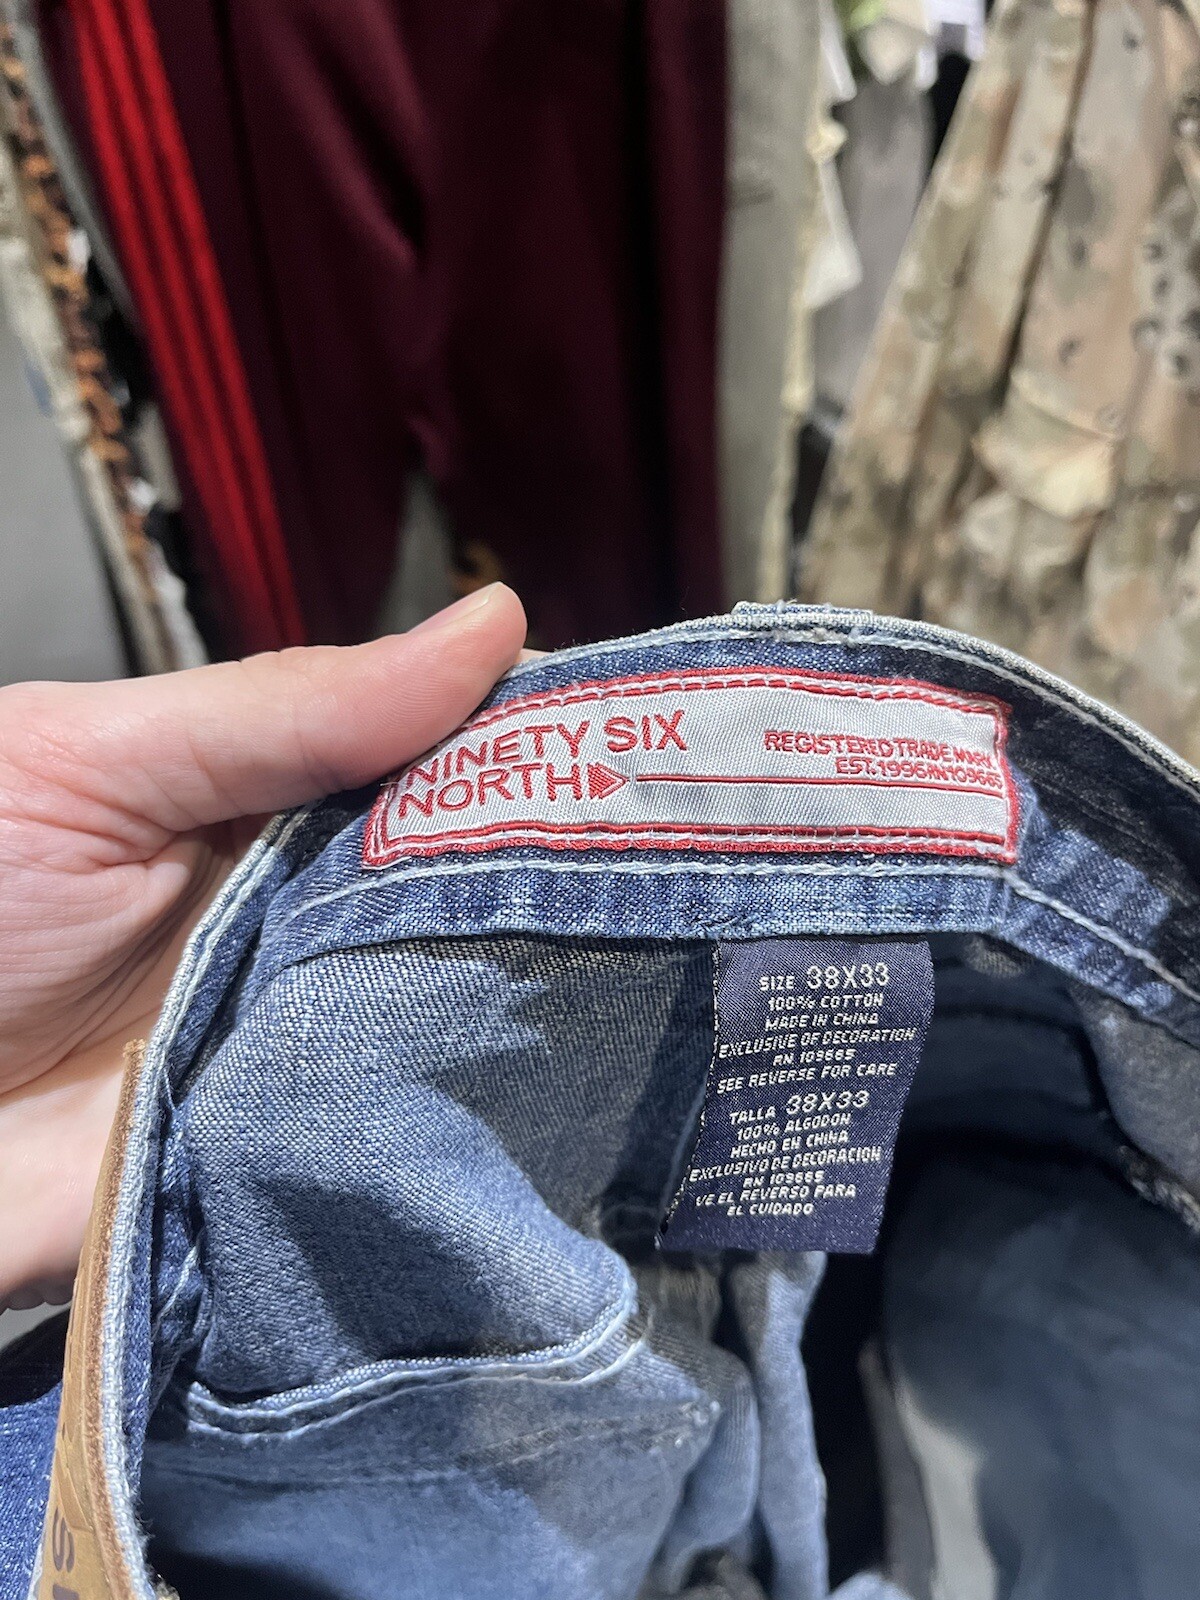 NINETY SIX
NORTH
REGISTERED TRADE MARK
EST.1996 RN109665
SIZE 38X33
100% COTTON
MADE IN CHINA
EXCLUSIVE OF DECORATION
RN 109665
SEE REVERSE FOR CARE
TALLA 38X33
100% ALGODON
HECHO EN CHINA
EXCLUSIVO DE DECORACION
RN 109665
VE EL REVERSO PARA
EL CUIDADO